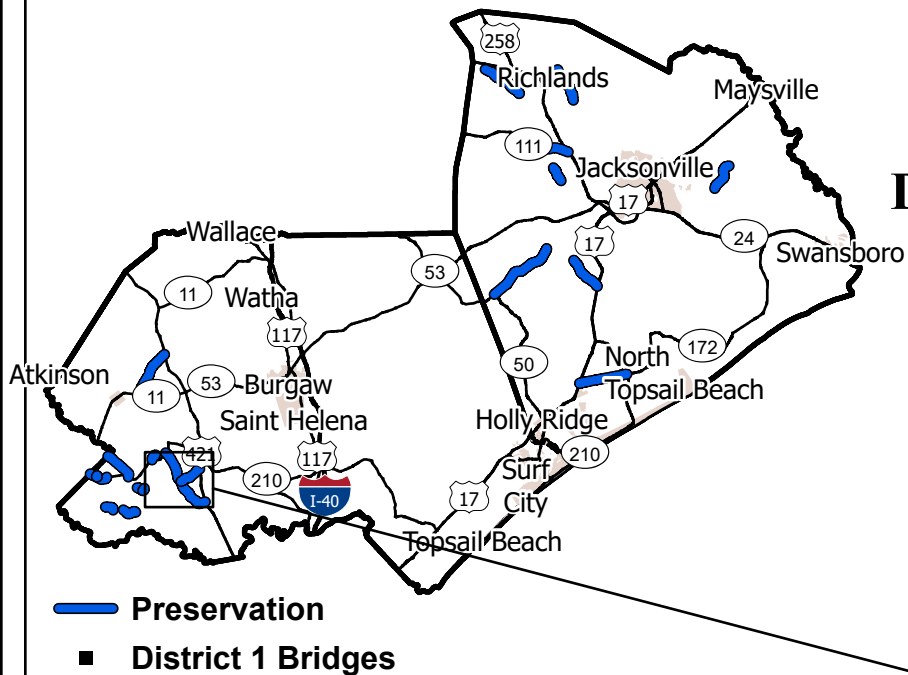 258
Richlands
Maysville
111
Jacksonville
17
17
24
Swansboro
Wallace
53
11
Watha
117
50
172
North
Topsail Beach
Atkinson
11
53
Burgaw
Saint Helena
Holly Ridge
421
117
210
Surf
City
210
I-40
17
Topsail Beach
Preservation
District 1 Bridges